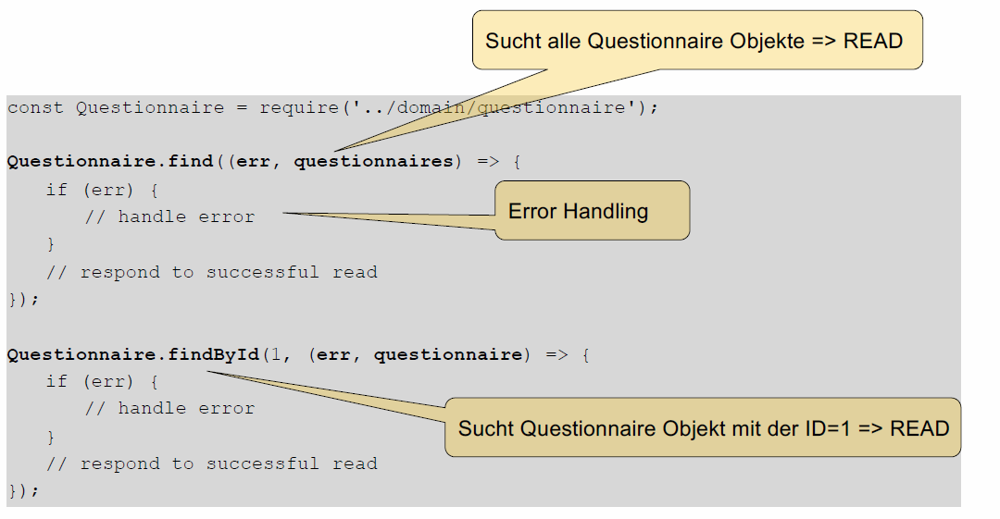 Sucht alle Questionnaire Objekte => READ
const Questionnaire = require('../domain/questionnaire');
Questionnaire.find((err, questionnaires) => {
if (err) {
Error Handling
// handle error
}
// respond to successful read
});
Questionnaire.findById(1, (err, questionnaire) => {
if (err) {
// handle error
Sucht Questionnaire Objekt mit der ID=1 => READ
}
// respond to successful read
});